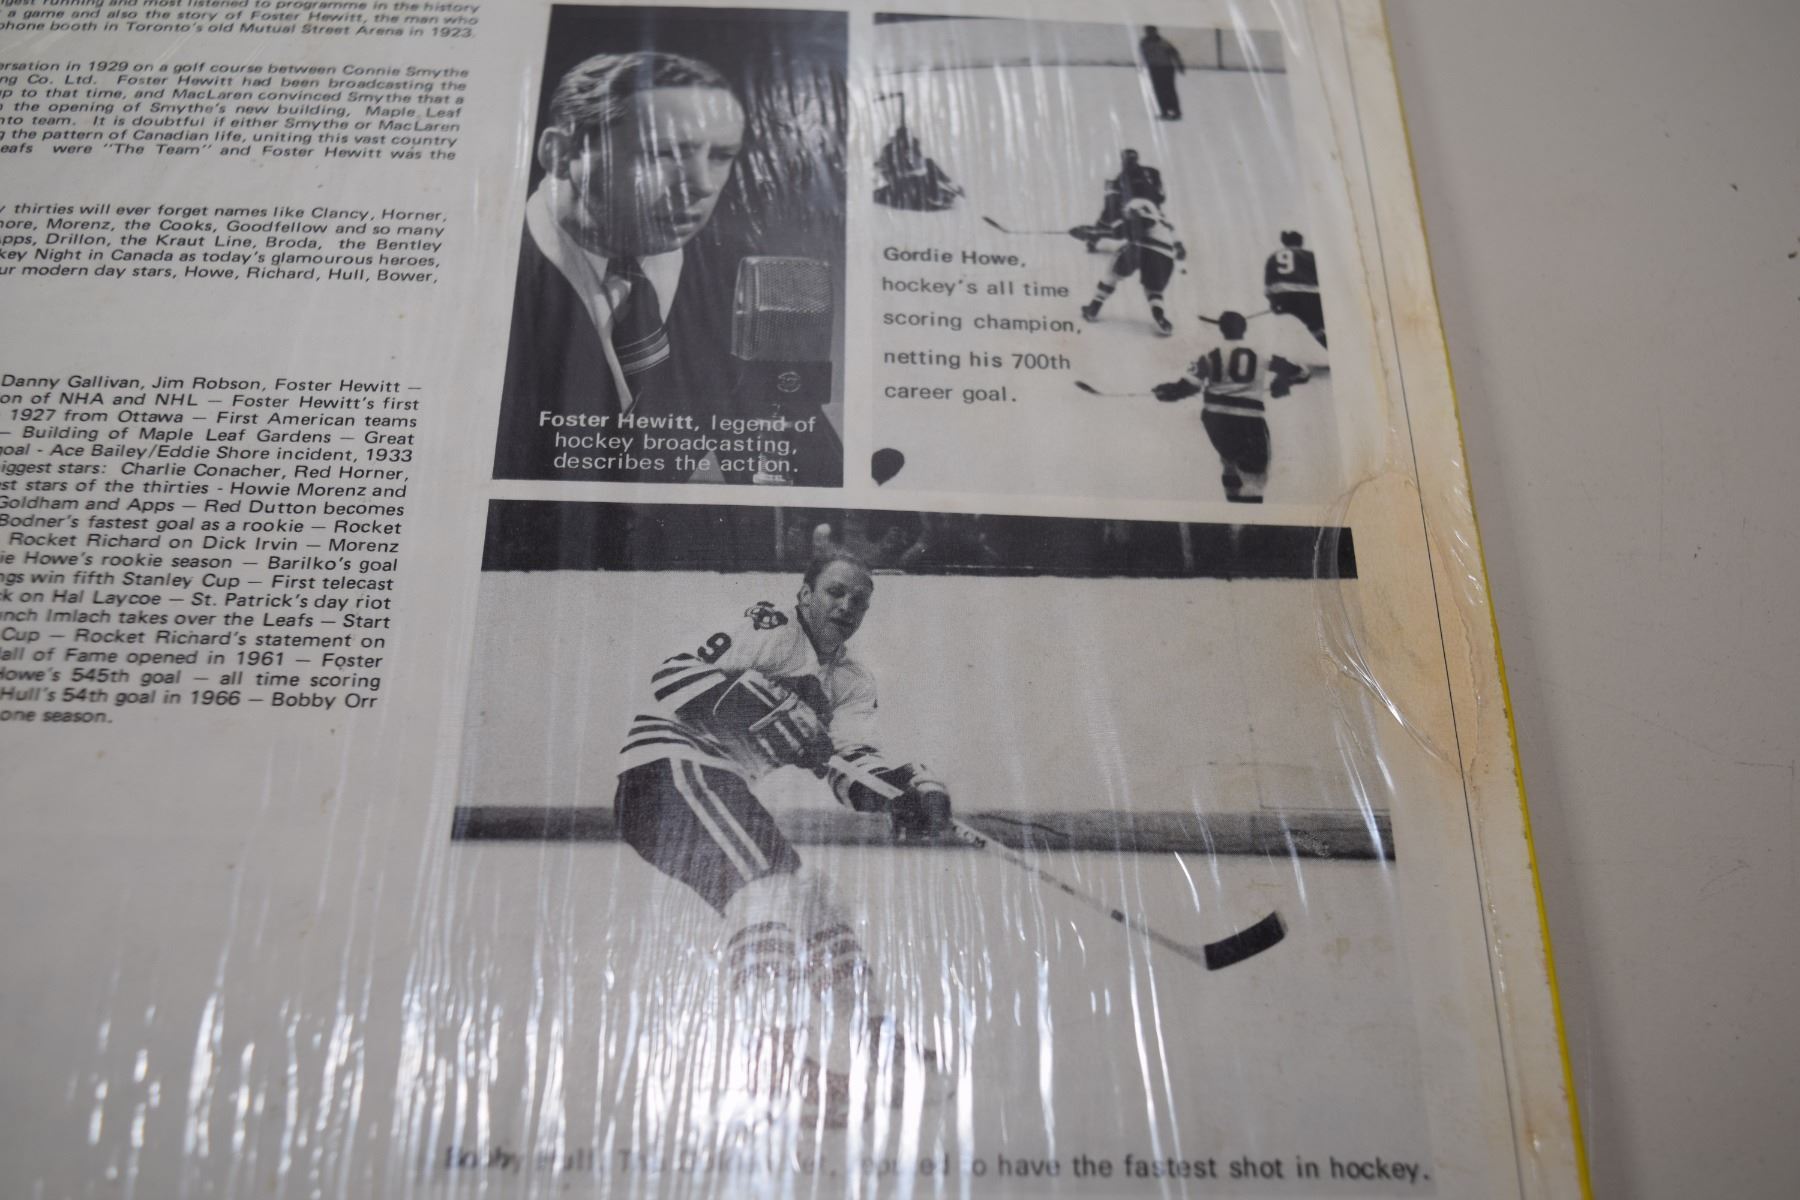 ngest running and most listened to programme in the history
a game and also the story of Foster Hewitt, the man who
phone booth in Toronto's old Mutual Street Arena in 1923.
ersation in 1929 on a golf course between Connie Smythe
ng Co. Ltd. Foster Hewitt had been broadcasting the
up to that time, and MacLaren convinced Smythe that a
the opening of Smythe's new building, Maple Leaf
nto team. It is doubtful if either Smythe or MacLaren
g the pattern of Canadian life, uniting this vast country
eafs were "The Team" and Foster Hewitt was the
y thirties will ever forget names like Clancy, Horner,
hore, Morenz, the Cooks, Goodfellow and so many
pps, Drillon, the Kraut Line, Broda, the Bentley
key Night in Canada as today's glamourous heroes,
ur modern day stars, Howe, Richard, Hull, Bower,
Danny Gallivan, Jim Robson, Foster Hewitt —
on of NHA and NHL — Foster Hewitt's first
1927 from Ottawa — First American teams
— Building of Maple Leaf Gardens — Great
goal - Ace Bailey/Eddie Shore incident, 1933
iggest stars: Charlie Conacher, Red Horner,
st stars of the thirties - Howie Morenz and
Goldham and Apps — Red Dutton becomes
Bodner's fastest goal as a rookie — Rocket
Rocket Richard on Dick Irvin — Morenz
ie Howe's rookie season — Barilko's goal
ngs win fifth Stanley Cup — First telecast
k on Hal Laycoe — St. Patrick's day riot
nch Imlach takes over the Leafs — Start
Cup — Rocket Richard's statement on
all of Fame opened in 1961 — Foster
Howe's 545th goal — all time scoring
Hull's 54th goal in 1966 — Bobby Orr
one season.
Foster Hewitt, legend of
hockey broadcasting,
describes the action.
Gordie Howe,
hockey's all time
scoring champion,
netting his 700th
career goal.
9
10
9
CCM
Bobby Hull, to have the fastest shot in hockey.